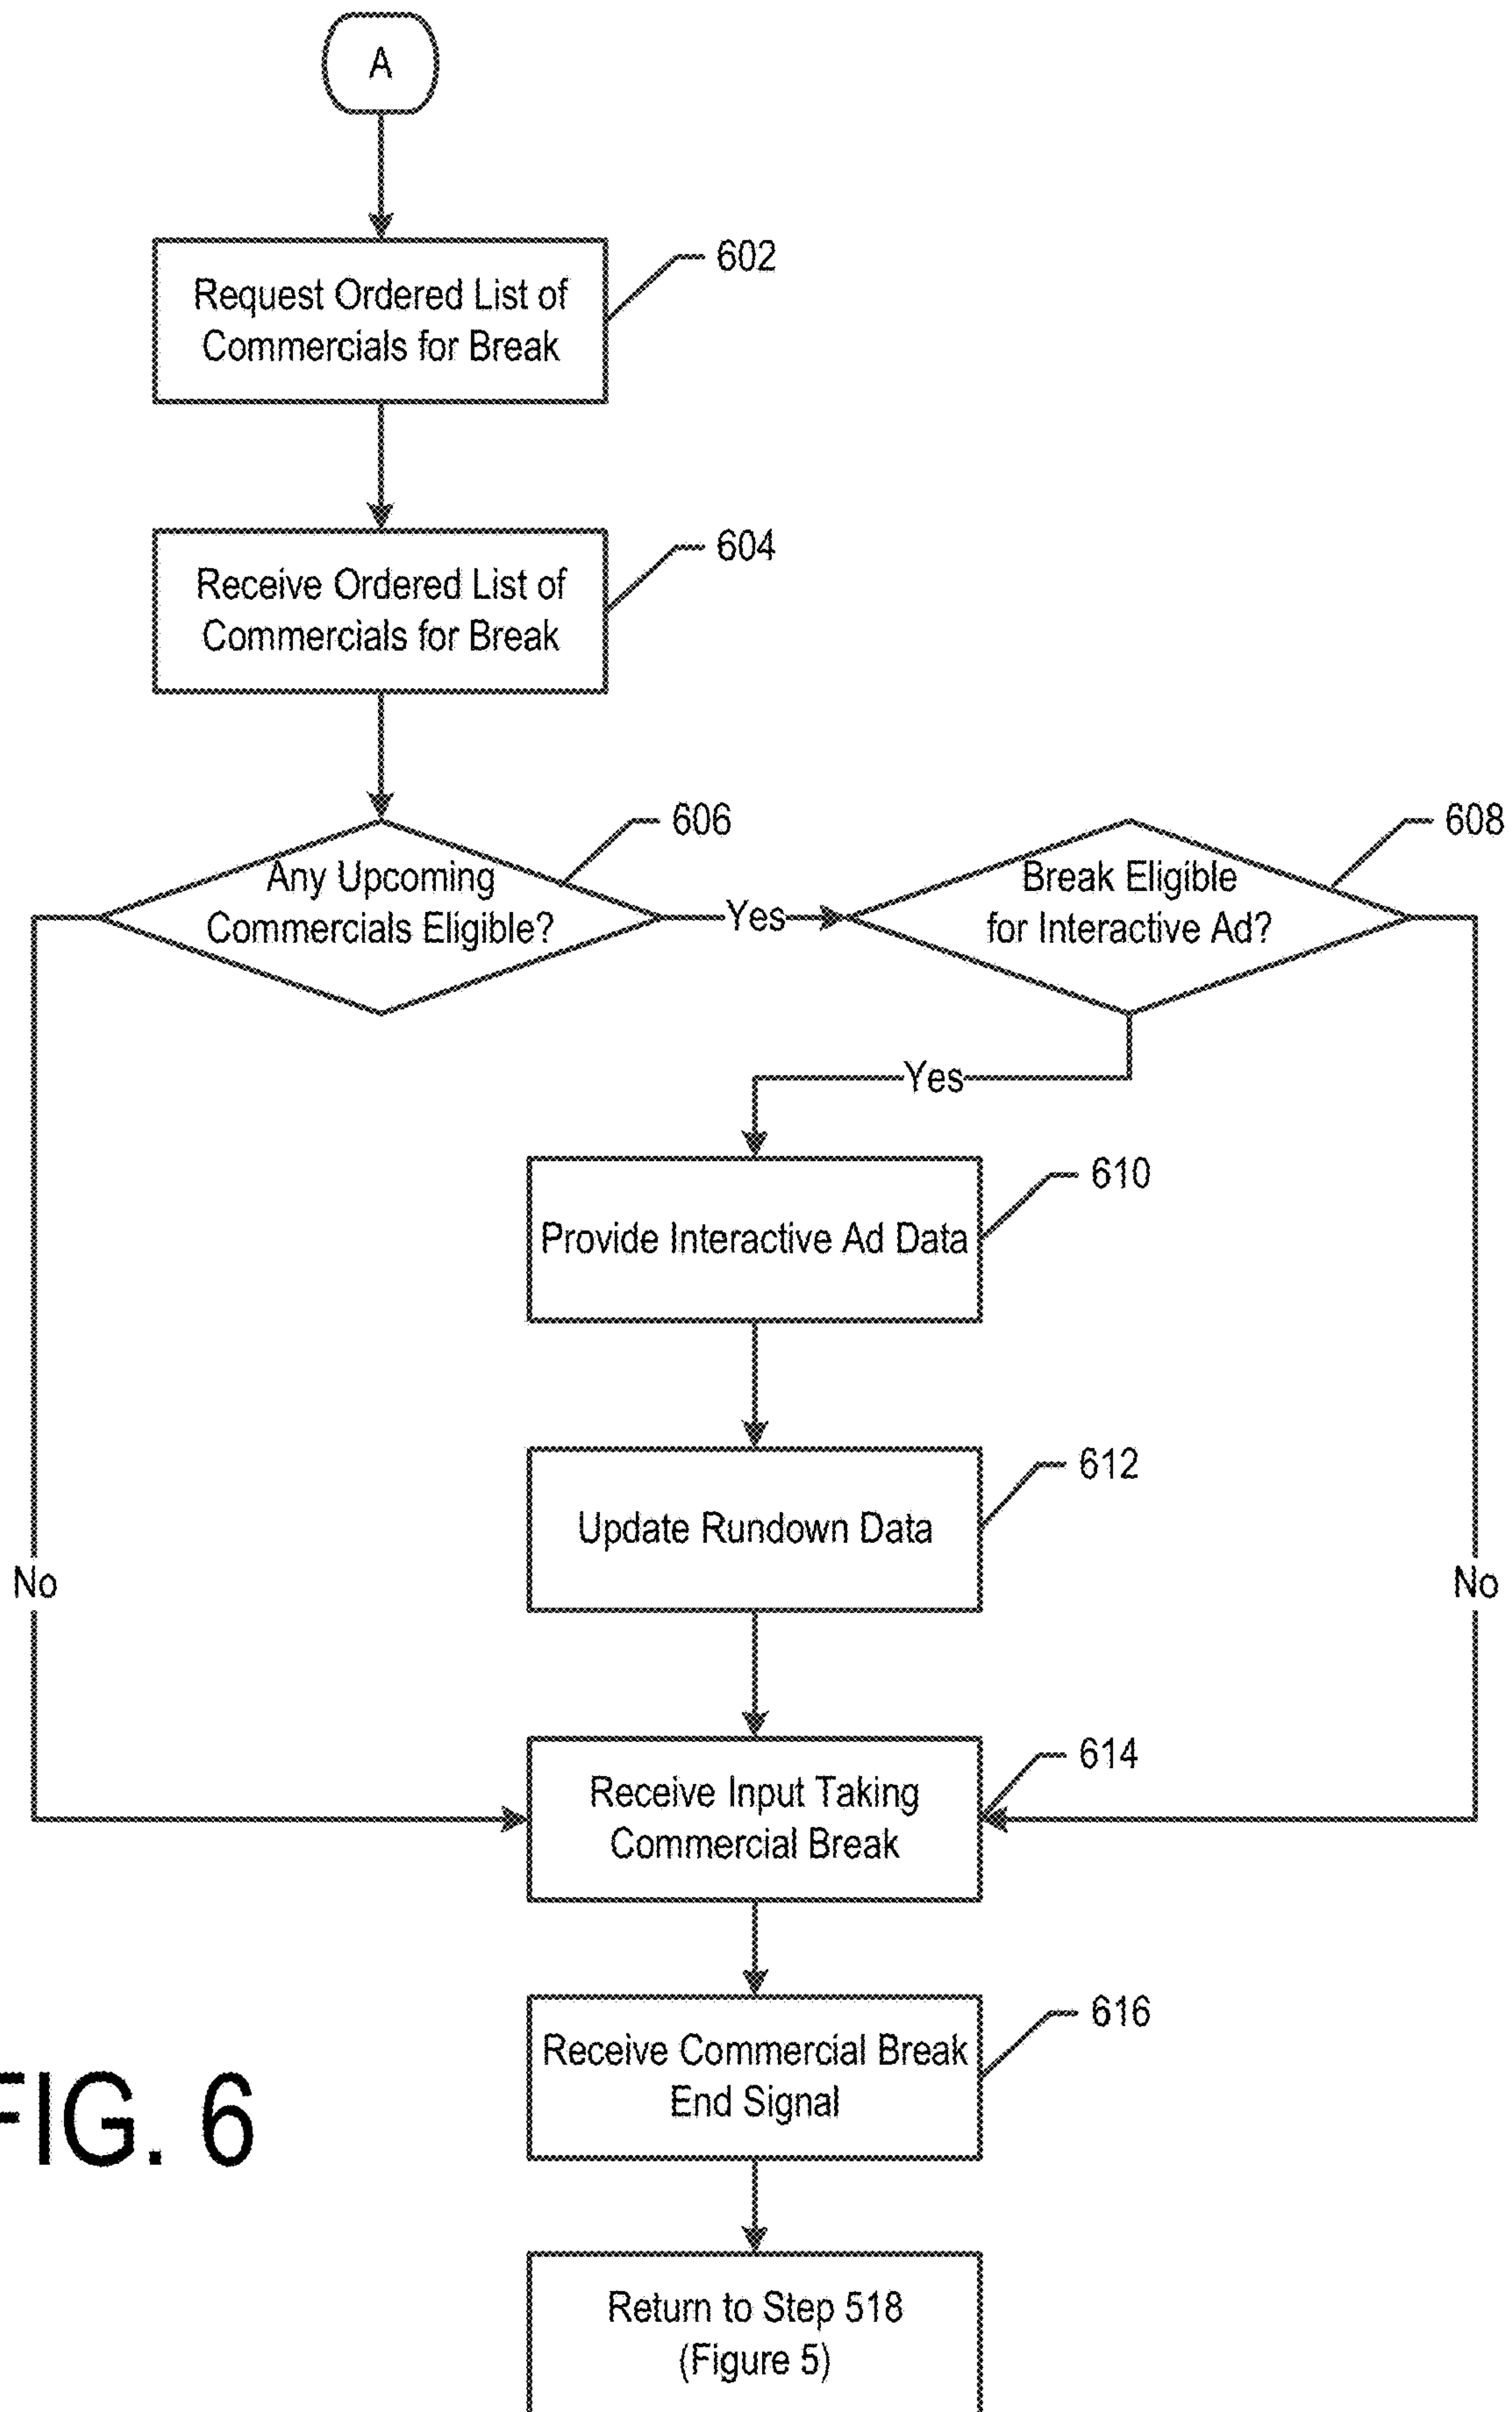 A
602
Request Ordered List of
Commercials for Break
604
Receive Ordered List of
Commercials for Break
606
Any Upcoming
Commercials Eligible?
Yes
608
Break Eligible
for Interactive Ad?
Yes
610
Provide Interactive Ad Data
612
Update Rundown Data
No
No
614
Receive Input Taking
Commercial Break
616
Receive Commercial Break
End Signal
FIG. 6
Return to Step 518
(Figure 5)